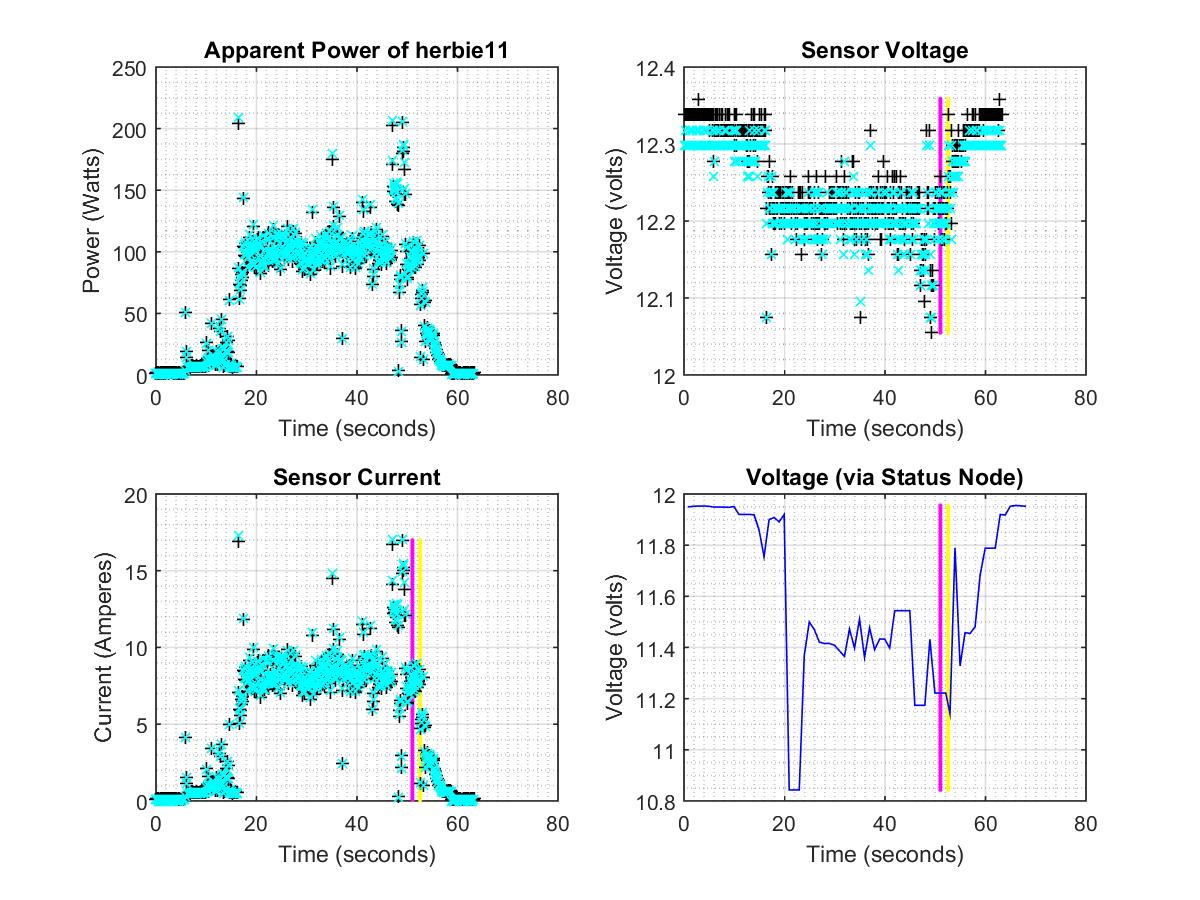 Apparent Power of herbie11
250
200
150
100
50
0
Power (Watts)
0 20 40 60 80
Time (seconds)
Sensor Voltage
12.4
12.3
12.2
12.1
12
Voltage (volts)
0 20 40 60 80
Time (seconds)
Sensor Current
20
15
10
5
0
Current (Amperes)
0 20 40 60 80
Time (seconds)
Voltage (via Status Node)
12
11.8
11.6
11.4
11.2
11
10.8
Voltage (volts)
0 20 40 60 80
Time (seconds)